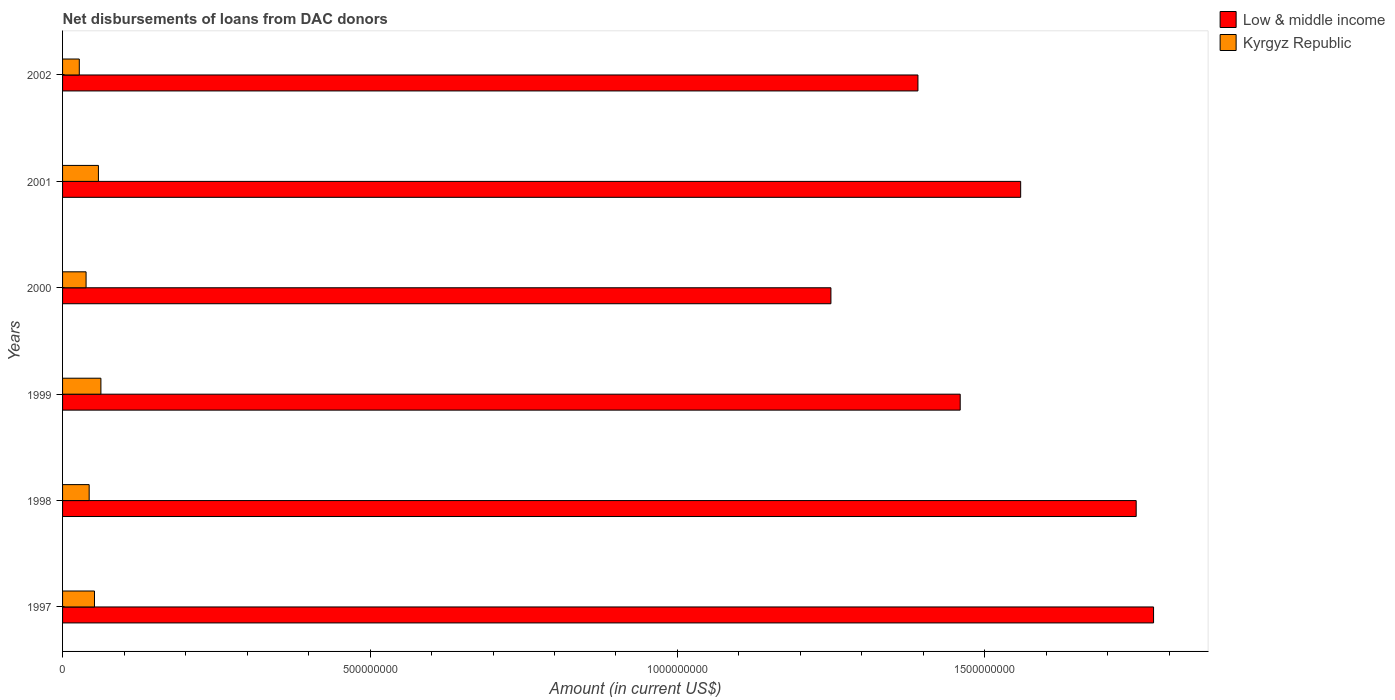 Net disbursements of loans from DAC donors
Low & middle income
Kyrgyz Republic
2002
2001
2000
1999
1998
1997
Years
500000000
1000000000
1500000000
Amount (in current US$)